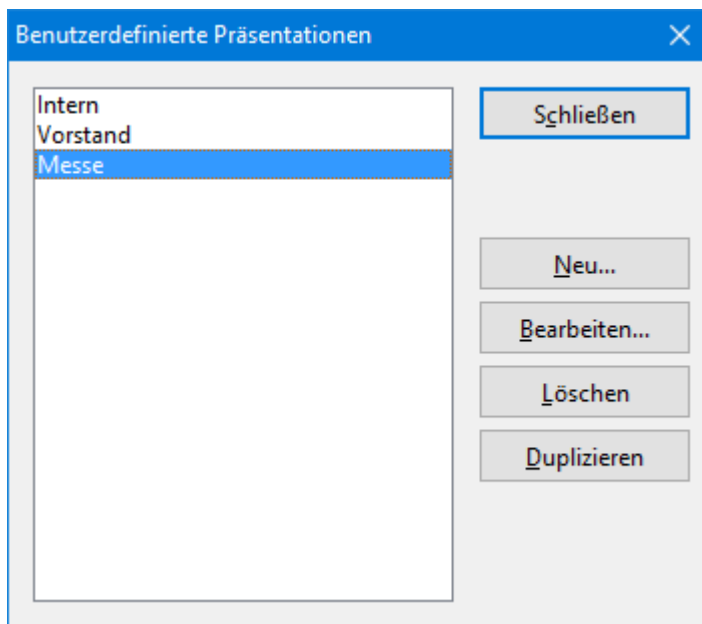 Benutzerdefinierte Präsentationen
Intern
Vorstand
Messe
Schließen
Neu...
Bearbeiten...
Löschen
Duplizieren